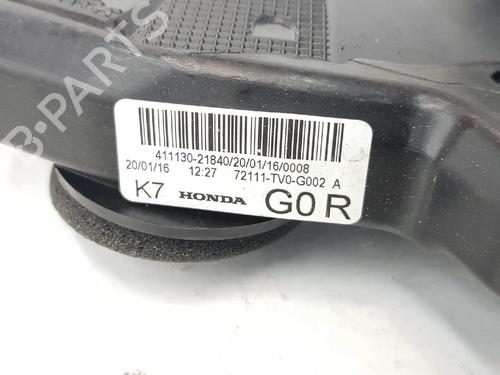 B-PARTS
411130-21840/20/01/16/0008
20/01/16 12:27 72111-TV0-G002 A
K7 HONDA G0 R